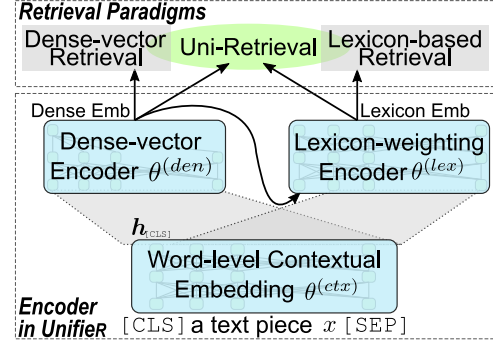 Retrieval Paradigms
Dense-vector
Retrieval
Uni-Retrieval
Lexicon-based
Retrieval
Dense Emb
Lexicon Emb
Dense-vector
Encoder θ^(den)
Lexicon-weighting
Encoder θ^(lex)
h_[CLS]
Word-level Contextual
Embedding θ^(ctx)
Encoder
in UnifieR
[CLS] a text piece x [SEP]